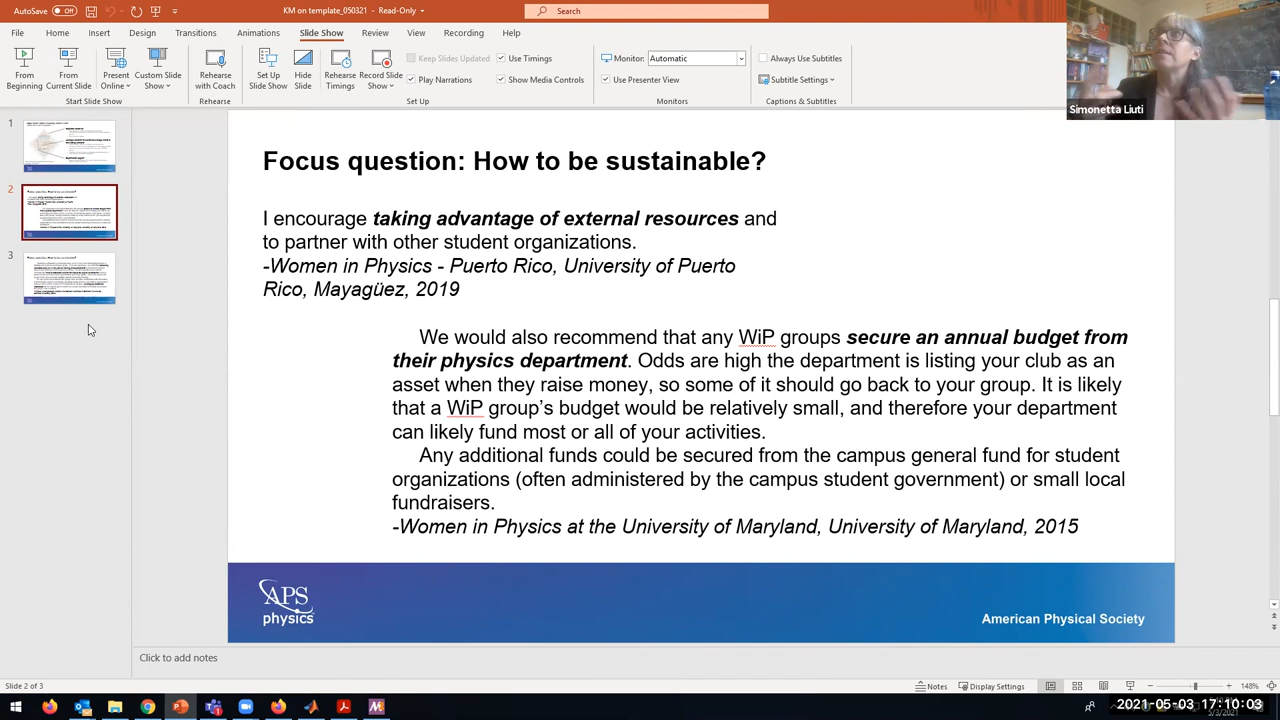 AutoSave Off KM on template_050321 - Read-Only Search
File Home Insert Design Transitions Animations Slide Show Review View Recording Help
From Beginning From Current Slide Present Online Custom Slide Show Rehearse with Coach Set Up Slide Show Hide Slide Rehearse Timings Record Slide Show
Keep Slides Updated Use Timings Monitor: Automatic Always Use Subtitles
Play Narrations Show Media Controls Use Presenter View Subtitle Settings
Start Slide Show Rehearse Set Up Monitors Captions & Subtitles
Simonetta Liuti
1
2
3
Focus question: How to be sustainable?
I encourage taking advantage of external resources and
to partner with other student organizations.
-Women in Physics - Puerto Rico, University of Puerto
Rico, Mayagüez, 2019
We would also recommend that any WiP groups secure an annual budget from
their physics department. Odds are high the department is listing your club as an
asset when they raise money, so some of it should go back to your group. It is likely
that a WiP group’s budget would be relatively small, and therefore your department
can likely fund most or all of your activities.
Any additional funds could be secured from the campus general fund for student
organizations (often administered by the campus student government) or small local
fundraisers.
-Women in Physics at the University of Maryland, University of Maryland, 2015
APS
physics
American Physical Society
Click to add notes
Slide 2 of 3 Notes Display Settings 148%
2021-05-03 17:10:03